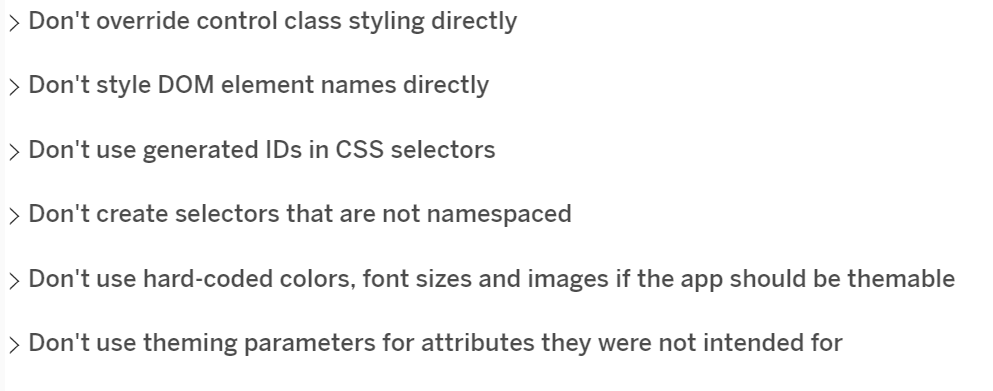 Don't override control class styling directly
Don't style DOM element names directly
Don't use generated IDs in CSS selectors
Don't create selectors that are not namespaced
Don't use hard-coded colors, font sizes and images if the app should be themable
Don't use theming parameters for attributes they were not intended for